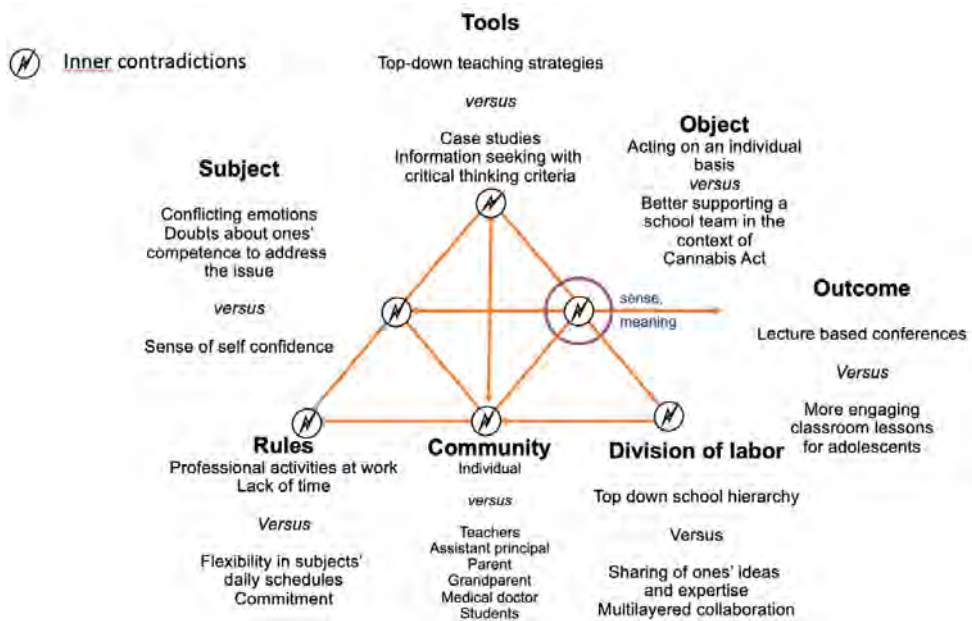 Tools
Inner contradictions
Top-down teaching strategies
versus
Case studies
Information seeking with
critical thinking criteria
Object
Acting on an individual
basis
versus
Better supporting a
school team in the
context of
Cannabis Act
Subject
Conflicting emotions
Doubts about ones'
competence to address
the issue
versus
Sense of self confidence
sense,
meaning
Outcome
Lecture based conferences
Versus
More engaging
classroom lessons
for adolescents
Rules
Professional activities at work
Lack of time
Versus
Flexibility in subjects'
daily schedules
Commitment
Community
Individual
versus
Teachers
Assistant principal
Parent
Grandparent
Medical doctor
Students
Division of labor
Top down school hierarchy
Versus
Sharing of ones' ideas
and expertise
Multilayered collaboration